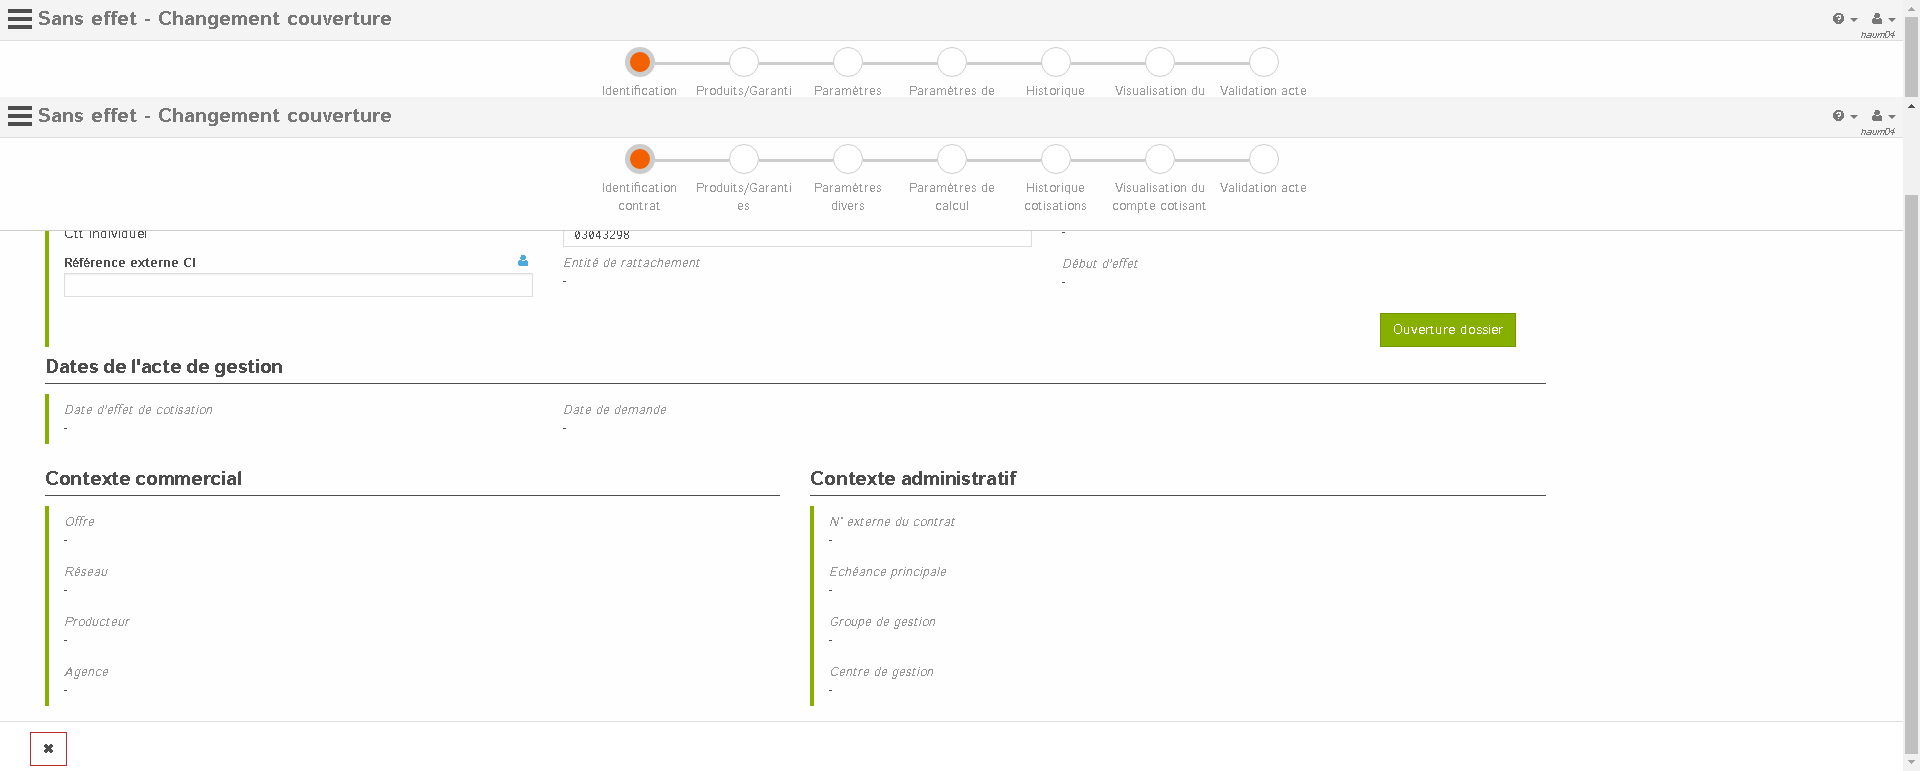 Sans effet - Changement couverture
haum04
Identification Produits/Garanti Paramètres Paramètres de Historique Visualisation du Validation acte
Sans effet - Changement couverture
haum04
Identification Produits/Garanti Paramètres Paramètres de Historique Visualisation du Validation acte
contrat es divers calcul cotisations compte cotisant
Ctt individuel 03043298 -
Référence externe CI Entité de rattachement Début d'effet
- -
Ouverture dossier
Dates de l'acte de gestion
Date d'effet de cotisation Date de demande
- -
Contexte commercial Contexte administratif
Offre N° externe du contrat
- -
Réseau Echéance principale
- -
Producteur Groupe de gestion
- -
Agence Centre de gestion
- -